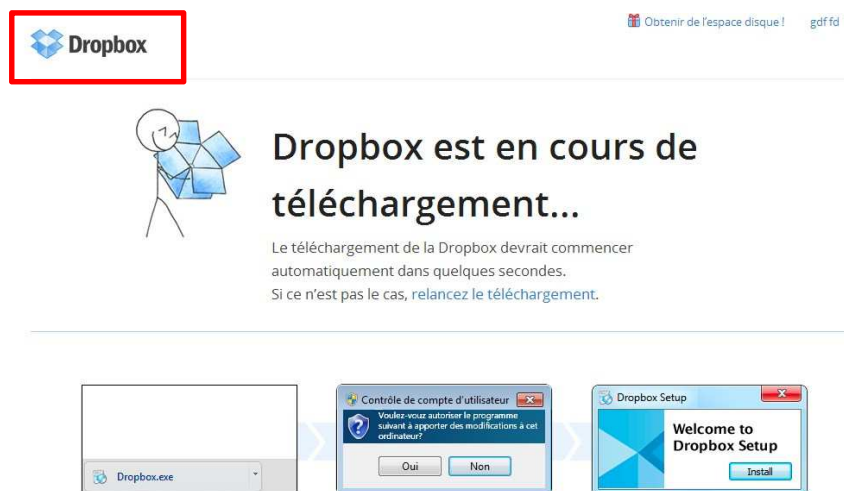 Dropbox
Obtenir de l'espace disque !
gdf fd
Dropbox est en cours de
téléchargement...
Le téléchargement de la Dropbox devrait commencer
automatiquement dans quelques secondes.
Si ce n'est pas le cas, relancez le téléchargement.
Dropbox.exe
Contrôle de compte d'utilisateur
Voulez-vouz autoriser le programme
suivant à apporter des modifications à cet
ordinateur?
Oui
Non
Dropbox Setup
Welcome to
Dropbox Setup
Install